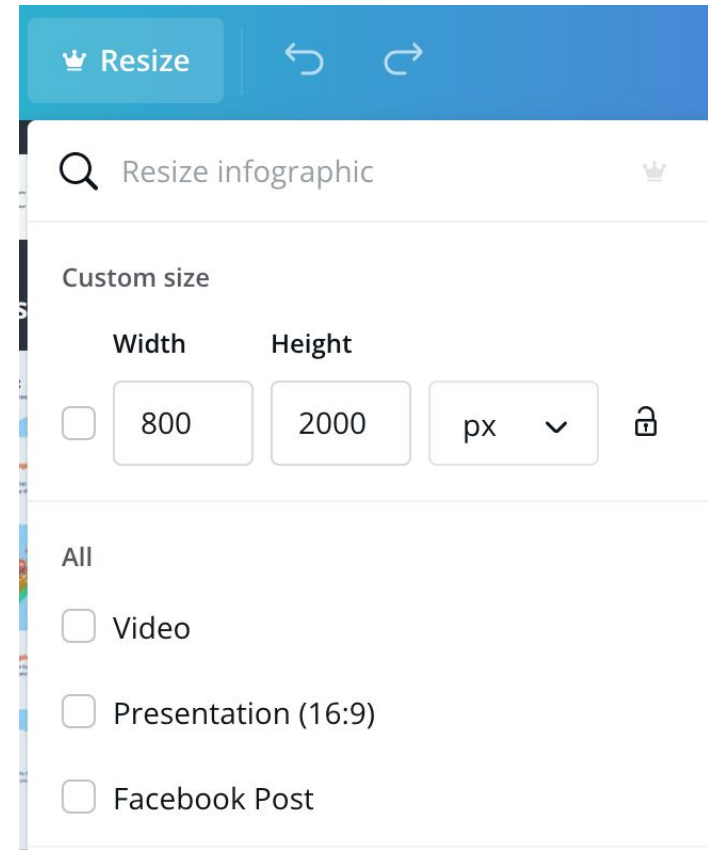 Resize
Resize infographic
Custom size
Width Height
800 2000 px
All
Video
Presentation (16:9)
Facebook Post